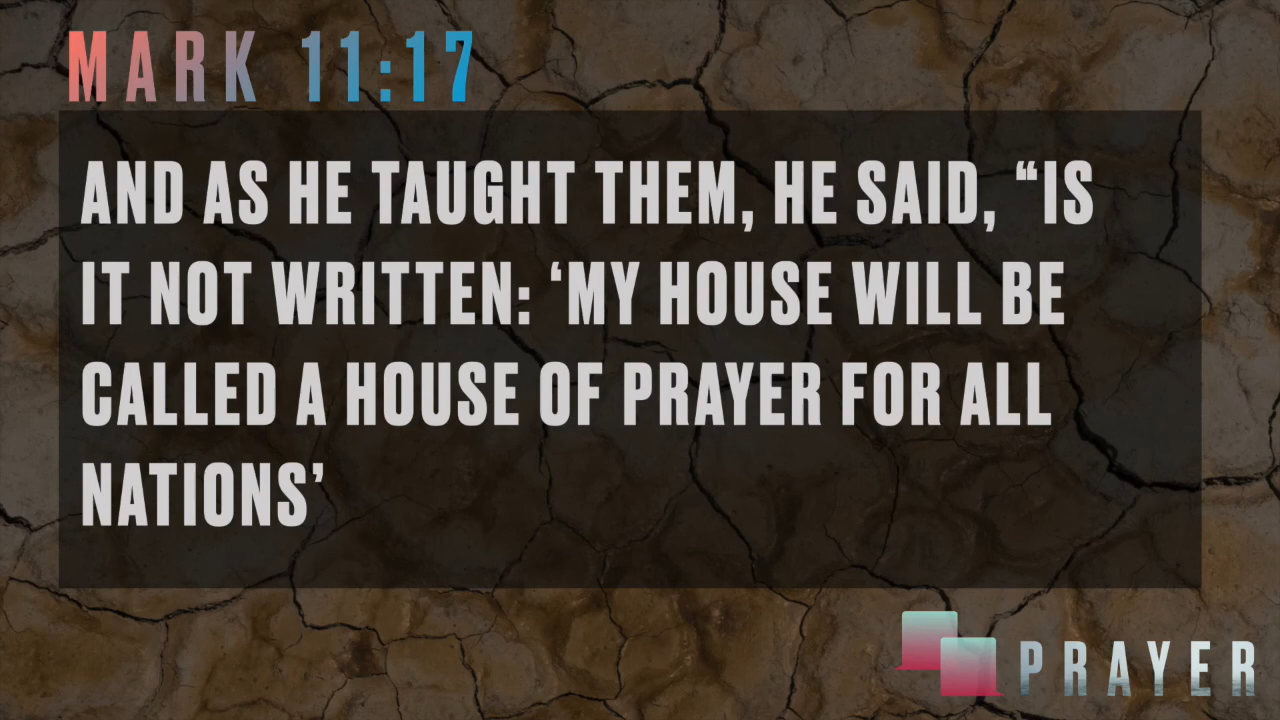 MARK 11:17
AND AS HE TAUGHT THEM, HE SAID, “IS
IT NOT WRITTEN: ‘MY HOUSE WILL BE
CALLED A HOUSE OF PRAYER FOR ALL
NATIONS’
PRAYER